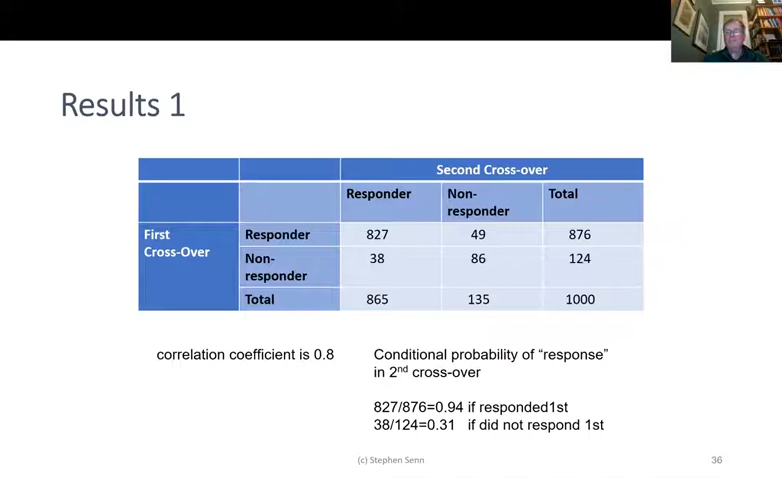 Results 1
Second Cross-over
Responder Non- Total
responder
First Responder 827 49 876
Cross-Over Non- 38 86 124
responder
Total 865 135 1000
correlation coefficient is 0.8
Conditional probability of “response”
in 2nd cross-over
827/876=0.94 if responded1st
38/124=0.31 if did not respond 1st
(c) Stephen Senn
36